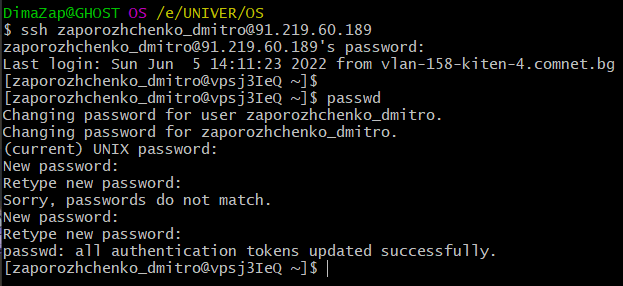 DimaZap@GHOST OS /e/UNIVER/OS
$ ssh zaporozhchenko_dmitro@91.219.60.189
zaporozhchenko_dmitro@91.219.60.189's password:
Last login: Sun Jun  5 14:11:23 2022 from vlan-158-kiten-4.comnet.bg
[zaporozhchenko_dmitro@vpsj3IeQ ~]$
[zaporozhchenko_dmitro@vpsj3IeQ ~]$ passwd
Changing password for user zaporozhchenko_dmitro.
Changing password for zaporozhchenko_dmitro.
(current) UNIX password:
New password:
Retype new password:
Sorry, passwords do not match.
New password:
Retype new password:
passwd: all authentication tokens updated successfully.
[zaporozhchenko_dmitro@vpsj3IeQ ~]$